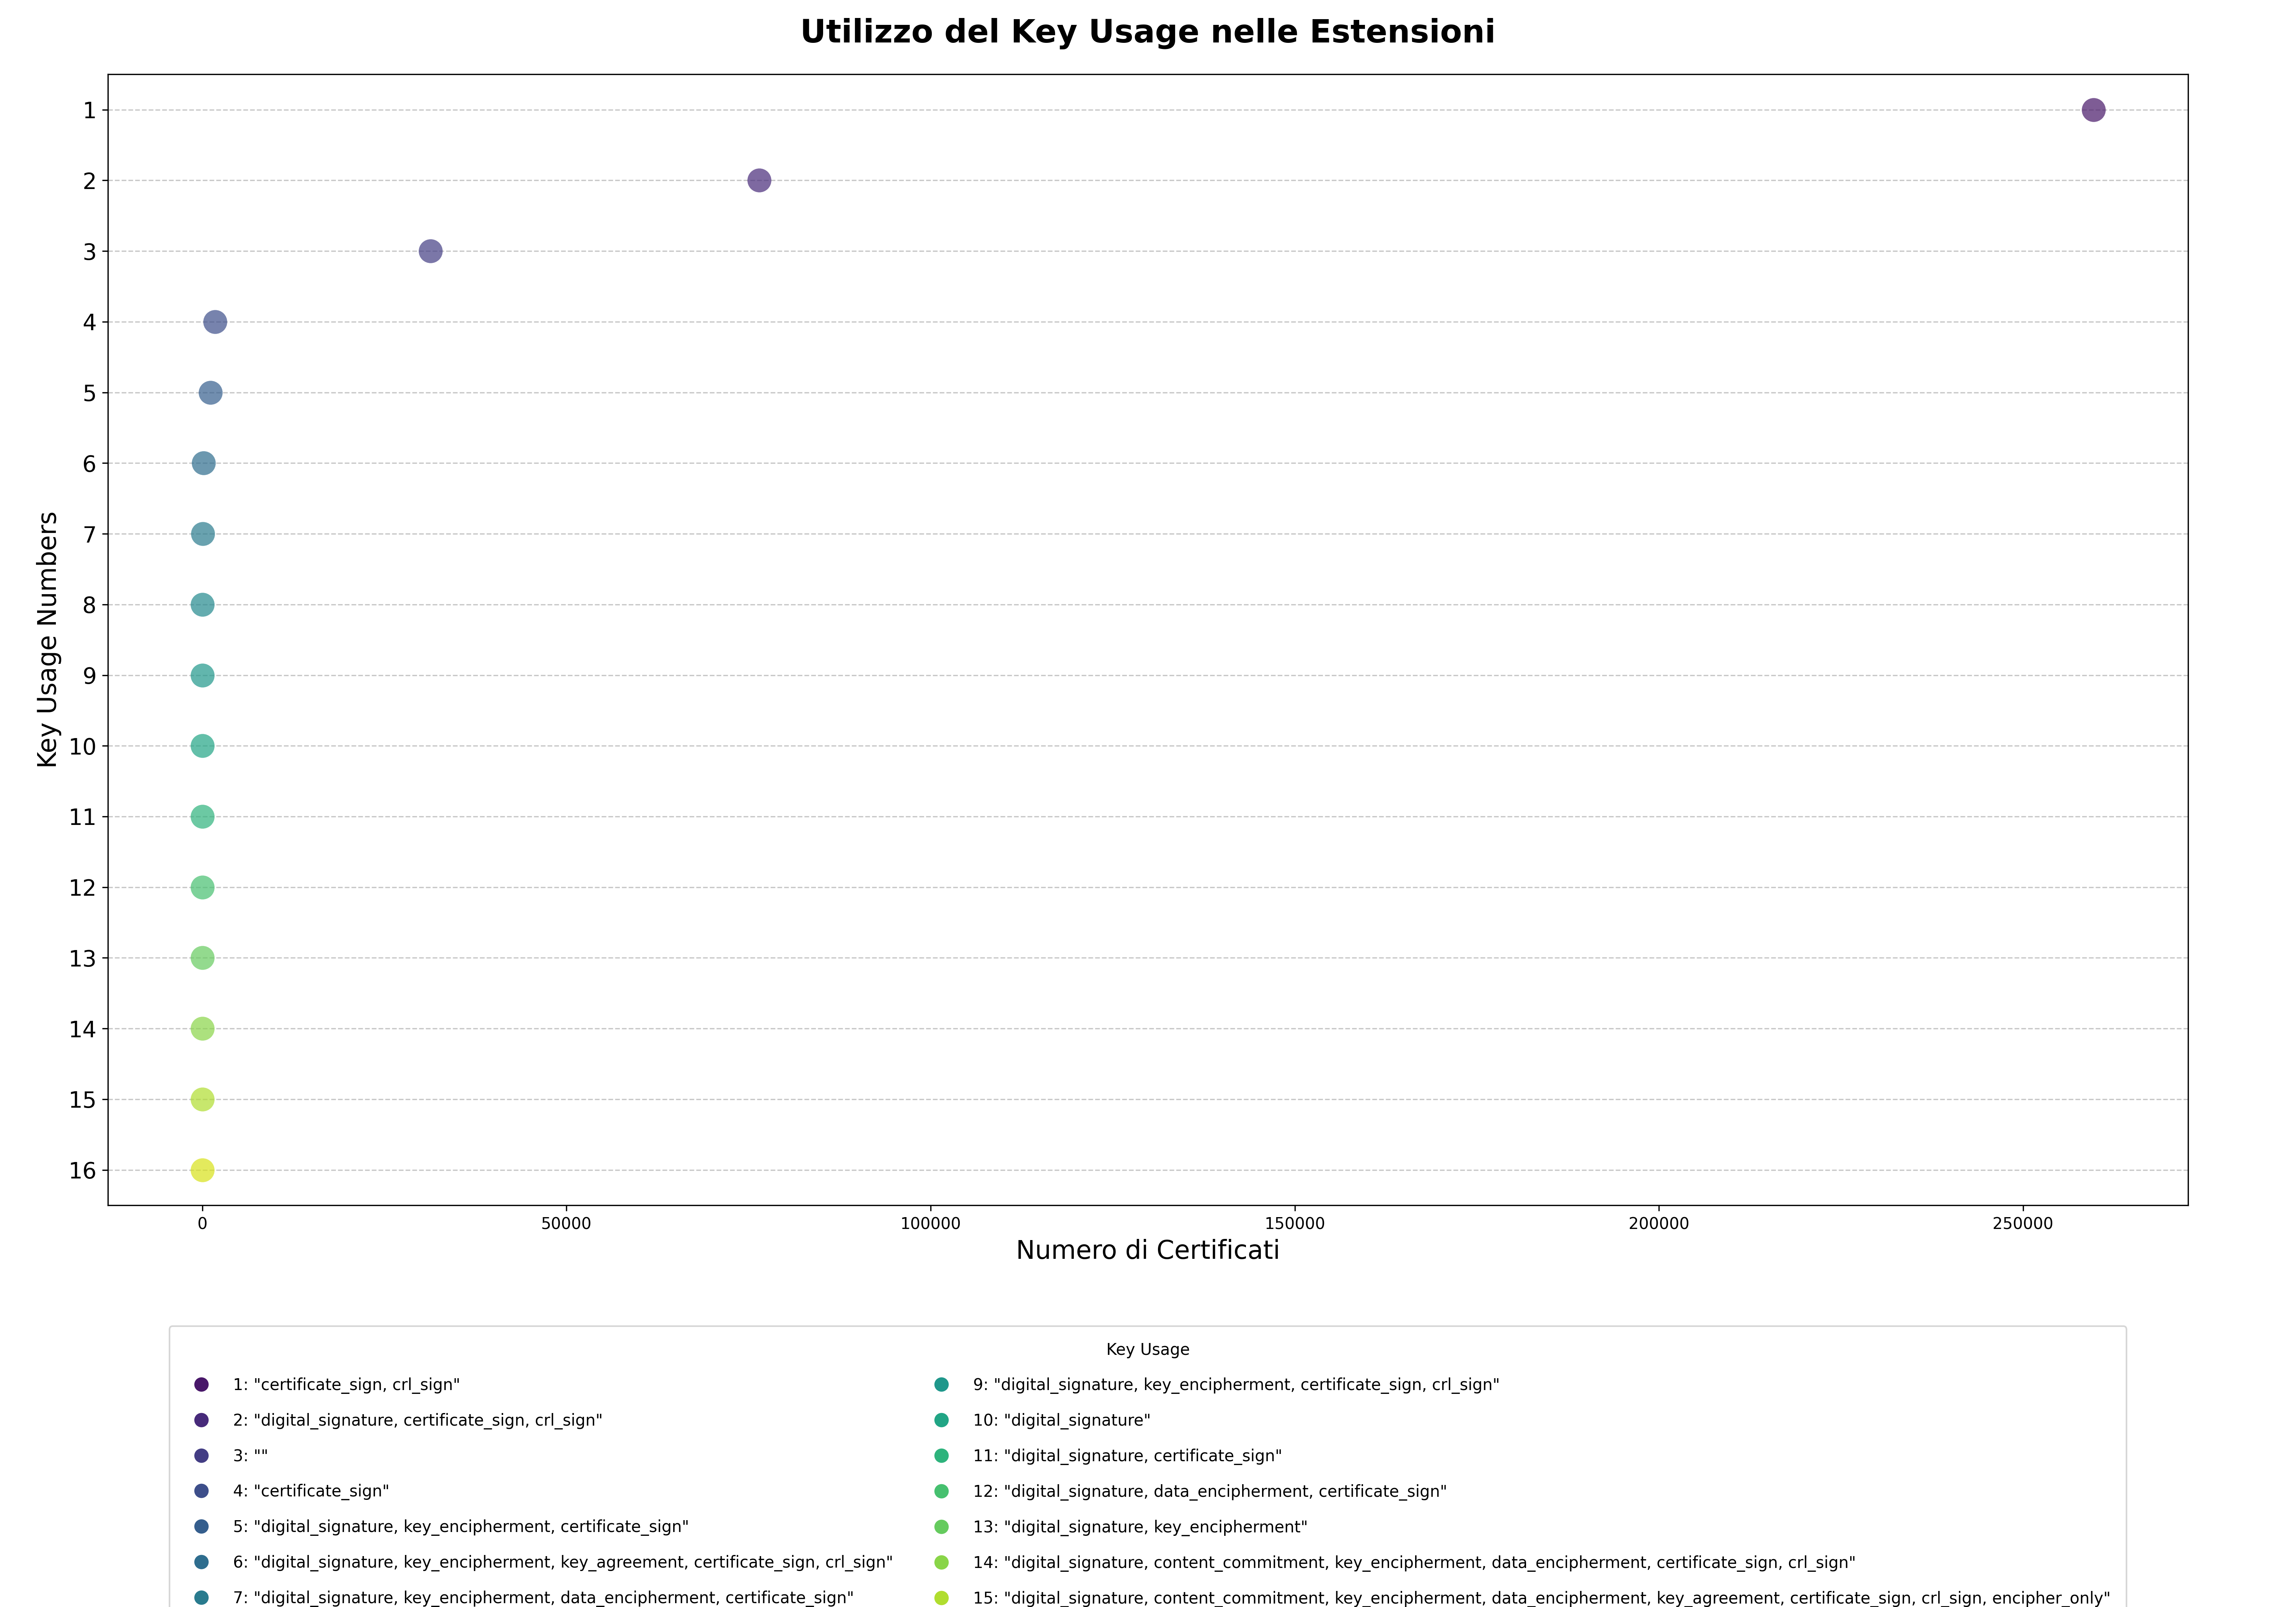 Utilizzo del Key Usage nelle Estensioni
Key Usage Numbers
1
2
3
4
5
6
7
8
9
10
11
12
13
14
15
16
0 50000 100000 150000 200000 250000
Numero di Certificati
Key Usage
1: "certificate_sign, crl_sign"
2: "digital_signature, certificate_sign, crl_sign"
3: ""
4: "certificate_sign"
5: "digital_signature, key_encipherment, certificate_sign"
6: "digital_signature, key_encipherment, key_agreement, certificate_sign, crl_sign"
7: "digital_signature, key_encipherment, data_encipherment, certificate_sign"
9: "digital_signature, key_encipherment, certificate_sign, crl_sign"
10: "digital_signature"
11: "digital_signature, certificate_sign"
12: "digital_signature, data_encipherment, certificate_sign"
13: "digital_signature, key_encipherment"
14: "digital_signature, content_commitment, key_encipherment, data_encipherment, certificate_sign, crl_sign"
15: "digital_signature, content_commitment, key_encipherment, data_encipherment, key_agreement, certificate_sign, crl_sign, encipher_only"